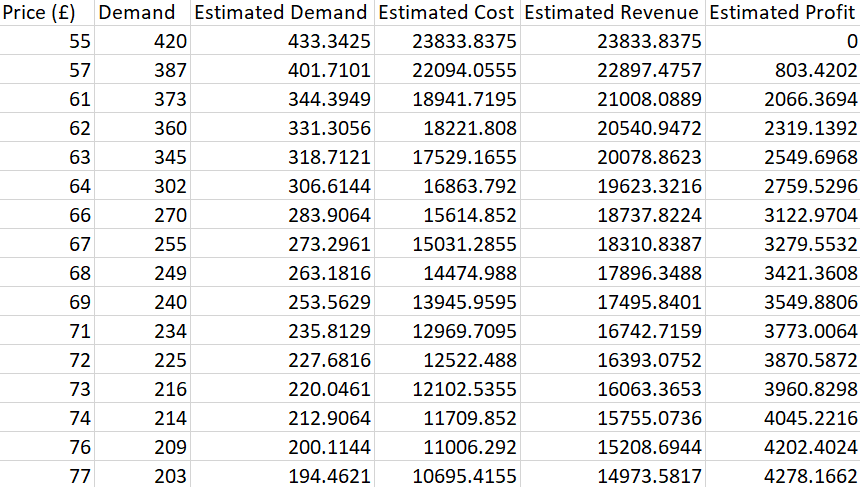 Price (£) Demand Estimated Demand Estimated Cost Estimated Revenue Estimated Profit
55 420 433.3425 23833.8375 23833.8375 0
57 387 401.7101 22094.0555 22897.4757 803.4202
61 373 344.3949 18941.7195 21008.0889 2066.3694
62 360 331.3056 18221.808 20540.9472 2319.1392
63 345 318.7121 17529.1655 20078.8623 2549.6968
64 302 306.6144 16863.792 19623.3216 2759.5296
66 270 283.9064 15614.852 18737.8224 3122.9704
67 255 273.2961 15031.2855 18310.8387 3279.5532
68 249 263.1816 14474.988 17896.3488 3421.3608
69 240 253.5629 13945.9595 17495.8401 3549.8806
71 234 235.8129 12969.7095 16742.7159 3773.0064
72 225 227.6816 12522.488 16393.0752 3870.5872
73 216 220.0461 12102.5355 16063.3653 3960.8298
74 214 212.9064 11709.852 15755.0736 4045.2216
76 209 200.1144 11006.292 15208.6944 4202.4024
77 203 194.4621 10695.4155 14973.5817 4278.1662